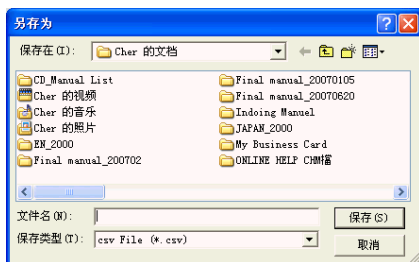 另存为
保存在(I): Cher 的文档
CD_Manual List
Cher 的视频
Cher 的音乐
Cher 的照片
EN_2000
Final manual_200702
Final manual_20070105
Final manual_20070620
Indoing Manuel
JAPAN_2000
My Business Card
ONLINE HELP CHM檔
文件名(N): 保存(S)
保存类型(T): csv File (*.csv) 取消